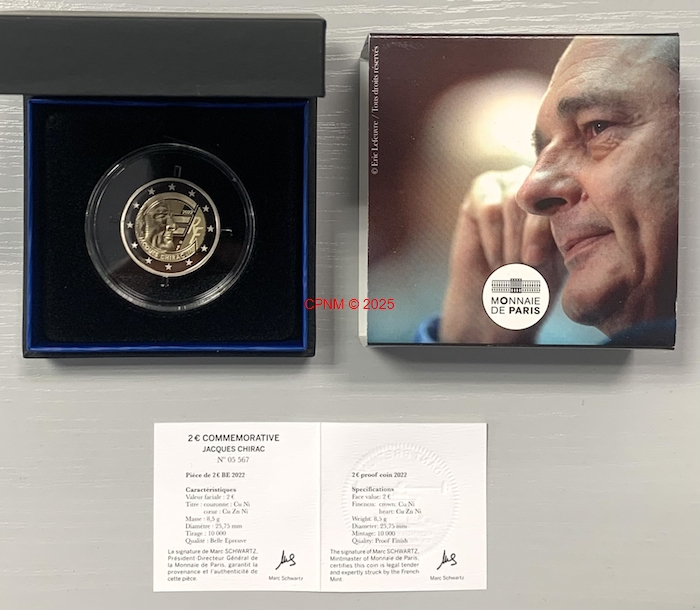 © Eric Lefeuvre / Tous droits réservés
2022
JACQUES CHIRAC
MONNAIE
DE PARIS
CPNM © 2025
2 € COMMEMORATIVE
JACQUES CHIRAC
N° 05 567
Pièce de 2 € BE 2022
Caractéristiques
Valeur faciale : 2 €
Titre : couronne : Cu Ni
cœur : Cu Zn Ni
Masse : 8,5 g
Diamètre : 25,75 mm
Tirage : 10 000
Qualité : Belle Epreuve
La signature de Marc SCHWARTZ,
Président-Directeur Général de
la Monnaie de Paris, garantit la
provenance et l'authenticité de
cette pièce.
Marc Schwartz
2 € proof coin 2022
Specifications
Face value: 2 €
Fineness: crown: Cu Ni
heart: Cu Zn Ni
Weight: 8,5 g
Diameter: 25,75 mm
Mintage: 10 000
Quality: Proof Finish
The signature of Marc SCHWARTZ,
Mintmaster of Monnaie de Paris,
certifies this coin is legal tender
and expertly struck by the French
Mint.
Marc Schwartz